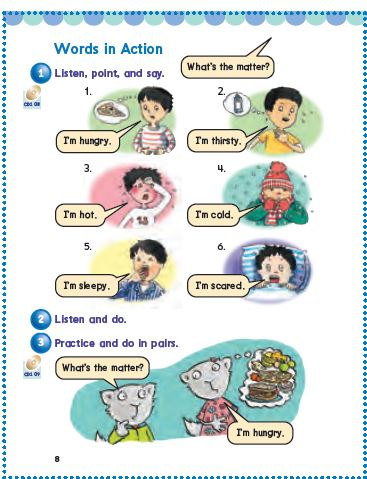 Words in Action
What's the matter?
1 Listen, point, and say.
CD1 08
1.
I'm hungry.
2.
I'm thirsty.
3.
I'm hot.
4.
I'm cold.
5.
I'm sleepy.
6.
I'm scared.
2 Listen and do.
3 Practice and do in pairs.
CD1 09
What's the matter?
I'm hungry.
8